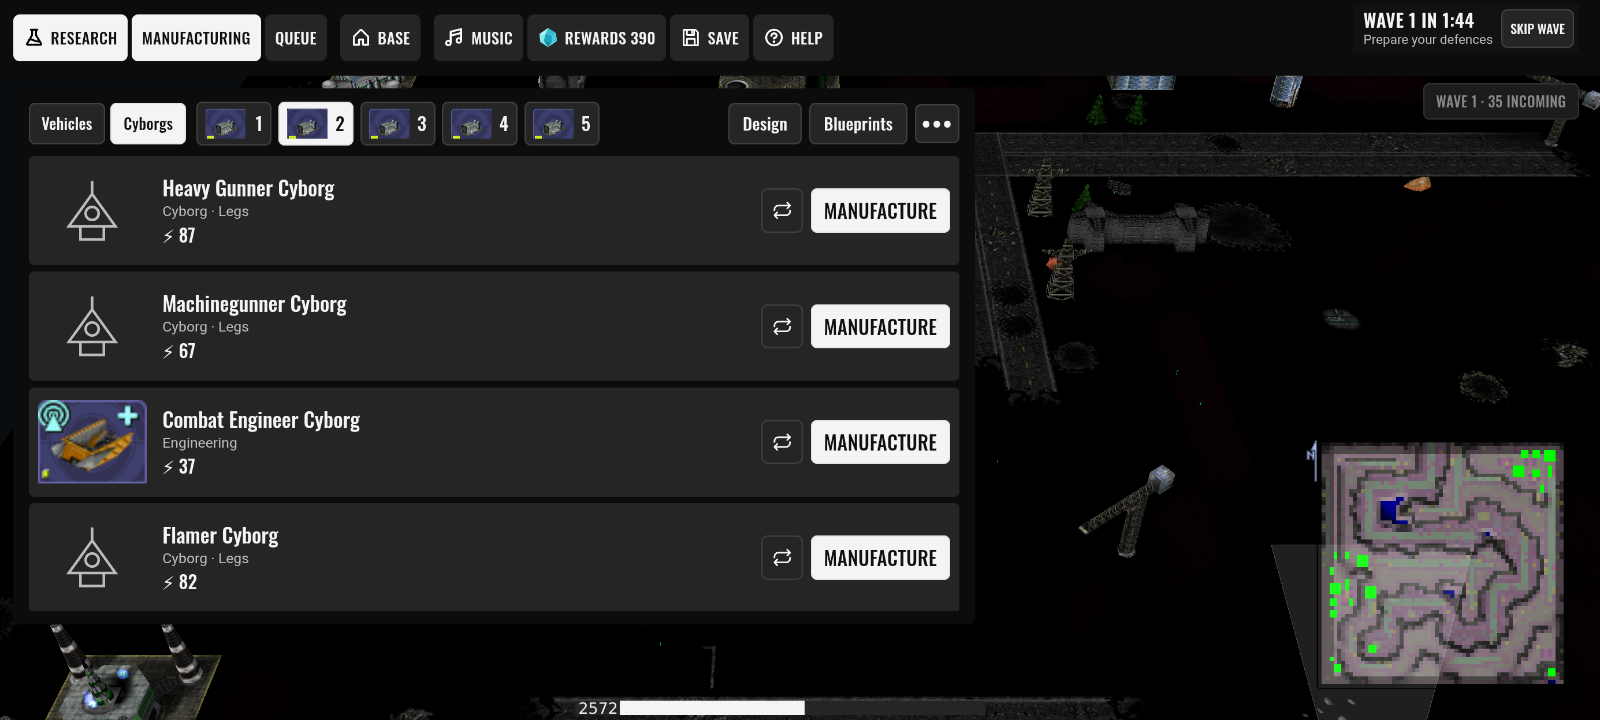 RESEARCH
MANUFACTURING
QUEUE
BASE
MUSIC
REWARDS 390
SAVE
HELP
WAVE 1 IN 1:44
Prepare your defences
SKIP WAVE
WAVE 1 · 35 INCOMING
Vehicles
Cyborgs
1
2
3
4
5
Design
Blueprints
Heavy Gunner Cyborg
Cyborg · Legs
⚡ 87
MANUFACTURE
Machinegunner Cyborg
Cyborg · Legs
⚡ 67
MANUFACTURE
Combat Engineer Cyborg
Engineering
⚡ 37
MANUFACTURE
Flamer Cyborg
Cyborg · Legs
⚡ 82
MANUFACTURE
N
2572